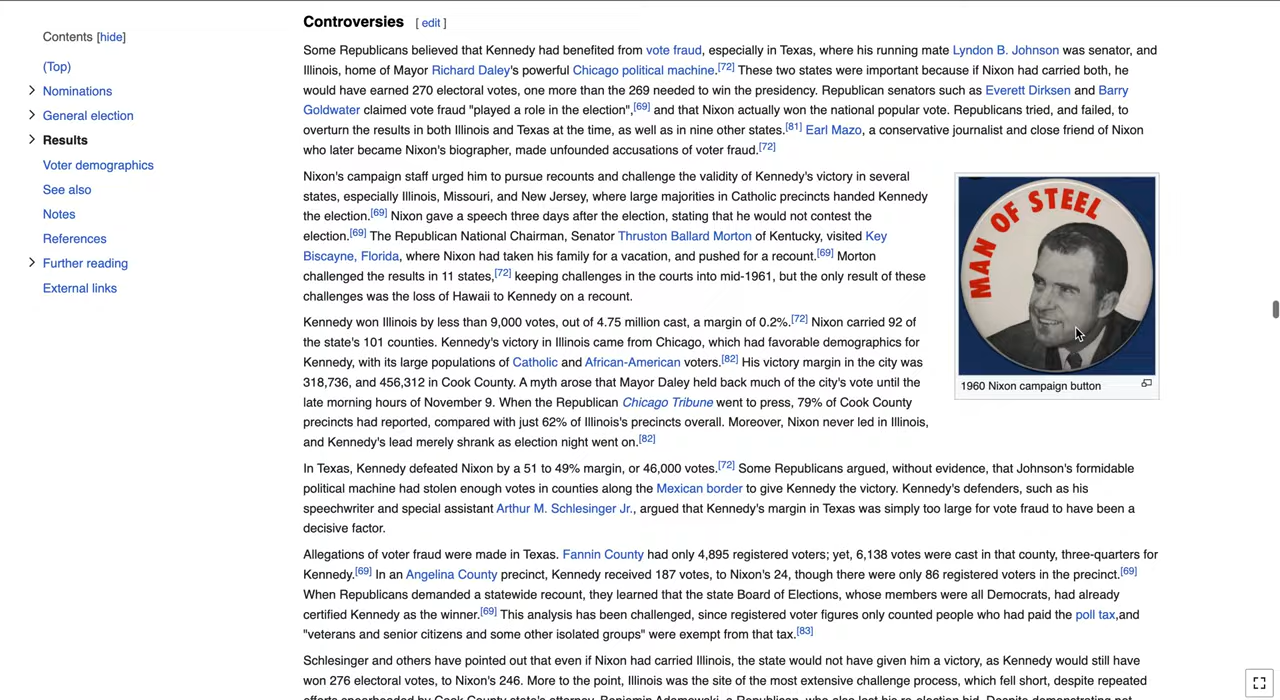 Controversies [ edit ]
Contents [hide]
(Top)
Nominations
General election
Results
Voter demographics
See also
Notes
References
Further reading
External links
Some Republicans believed that Kennedy had benefited from vote fraud, especially in Texas, where his running mate Lyndon B. Johnson was senator, and
Illinois, home of Mayor Richard Daley's powerful Chicago political machine.[72] These two states were important because if Nixon had carried both, he
would have earned 270 electoral votes, one more than the 269 needed to win the presidency. Republican senators such as Everett Dirksen and Barry
Goldwater claimed vote fraud "played a role in the election",[69] and that Nixon actually won the national popular vote. Republicans tried, and failed, to
overturn the results in both Illinois and Texas at the time, as well as in nine other states.[81] Earl Mazo, a conservative journalist and close friend of Nixon
who later became Nixon's biographer, made unfounded accusations of voter fraud.[72]
Nixon's campaign staff urged him to pursue recounts and challenge the validity of Kennedy's victory in several
states, especially Illinois, Missouri, and New Jersey, where large majorities in Catholic precincts handed Kennedy
the election.[69] Nixon gave a speech three days after the election, stating that he would not contest the
election.[69] The Republican National Chairman, Senator Thruston Ballard Morton of Kentucky, visited Key
Biscayne, Florida, where Nixon had taken his family for a vacation, and pushed for a recount.[69] Morton
challenged the results in 11 states,[72] keeping challenges in the courts into mid-1961, but the only result of these
challenges was the loss of Hawaii to Kennedy on a recount.
MAN OF STEEL
1960 Nixon campaign button
Kennedy won Illinois by less than 9,000 votes, out of 4.75 million cast, a margin of 0.2%.[72] Nixon carried 92 of
the state's 101 counties. Kennedy's victory in Illinois came from Chicago, which had favorable demographics for
Kennedy, with its large populations of Catholic and African-American voters.[82] His victory margin in the city was
318,736, and 456,312 in Cook County. A myth arose that Mayor Daley held back much of the city's vote until the
late morning hours of November 9. When the Republican Chicago Tribune went to press, 79% of Cook County
precincts had reported, compared with just 62% of Illinois's precincts overall. Moreover, Nixon never led in Illinois,
and Kennedy's lead merely shrank as election night went on.[82]
In Texas, Kennedy defeated Nixon by a 51 to 49% margin, or 46,000 votes.[72] Some Republicans argued, without evidence, that Johnson's formidable
political machine had stolen enough votes in counties along the Mexican border to give Kennedy the victory. Kennedy's defenders, such as his
speechwriter and special assistant Arthur M. Schlesinger Jr., argued that Kennedy's margin in Texas was simply too large for vote fraud to have been a
decisive factor.
Allegations of voter fraud were made in Texas. Fannin County had only 4,895 registered voters; yet, 6,138 votes were cast in that county, three-quarters for
Kennedy.[69] In an Angelina County precinct, Kennedy received 187 votes, to Nixon's 24, though there were only 86 registered voters in the precinct.[69]
When Republicans demanded a statewide recount, they learned that the state Board of Elections, whose members were all Democrats, had already
certified Kennedy as the winner.[69] This analysis has been challenged, since registered voter figures only counted people who had paid the poll tax,and
"veterans and senior citizens and some other isolated groups" were exempt from that tax.[83]
Schlesinger and others have pointed out that even if Nixon had carried Illinois, the state would not have given him a victory, as Kennedy would still have
won 276 electoral votes, to Nixon's 246. More to the point, Illinois was the site of the most extensive challenge process, which fell short, despite repeated
efforts spearheaded by Cook County state's attorney, Benjamin Adamowski, a Republican, who also lost his re-election bid. Despite demonstrating net